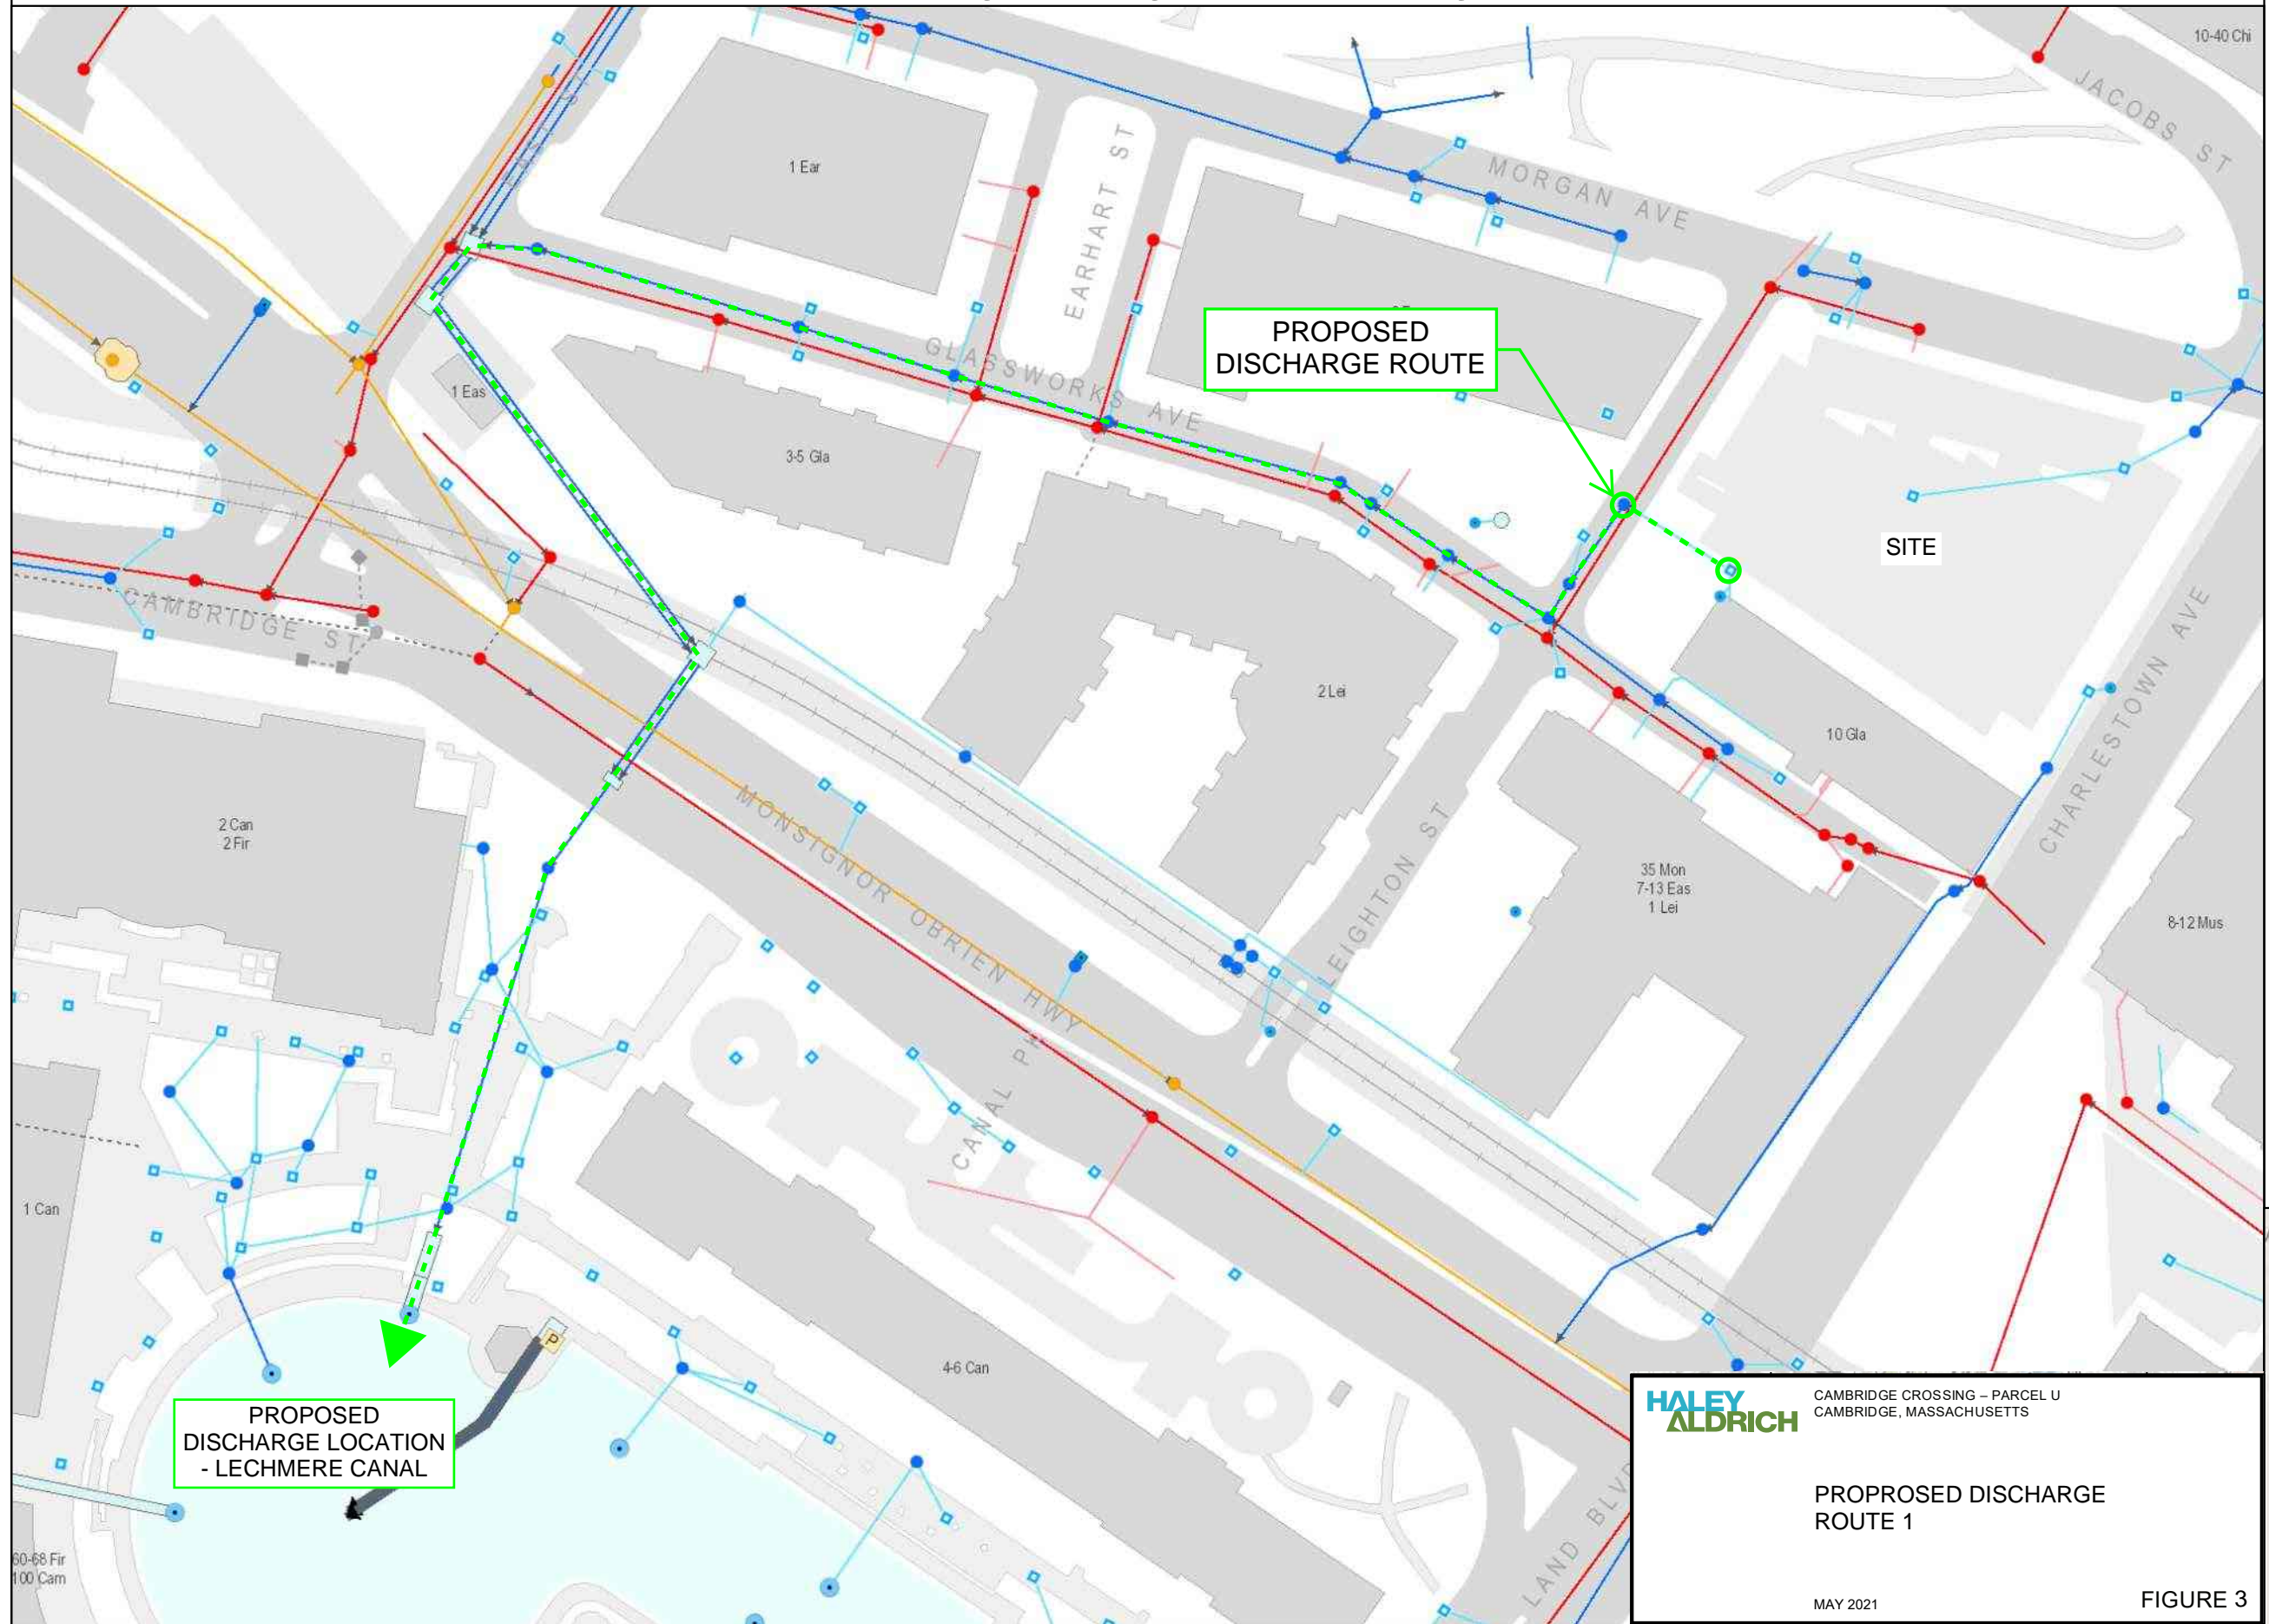 10-40 Chi
JACOBS ST
1 Ear
EARHART ST
MORGAN AVE
PROPOSED
DISCHARGE ROUTE
GLASSWORKS AVE
1 Eas
3-5 Gla
SITE
CAMBRIDGE ST
2 Lei
10 Gla
CHARLESTOWN AVE
2 Can
2 Fir
MONSIGNOR OBRIEN HWY
LEIGHTON ST
35 Mon
7-13 Eas
1 Lei
8-12 Mus
CANAL PK
1 Can
P
4-6 Can
PROPOSED
DISCHARGE LOCATION
- LECHMERE CANAL
60-68 Fir
100 Cam
LAND BLVD
HALEY
ALDRICH
CAMBRIDGE CROSSING – PARCEL U
CAMBRIDGE, MASSACHUSETTS
PROPROSED DISCHARGE
ROUTE 1
MAY 2021
FIGURE 3